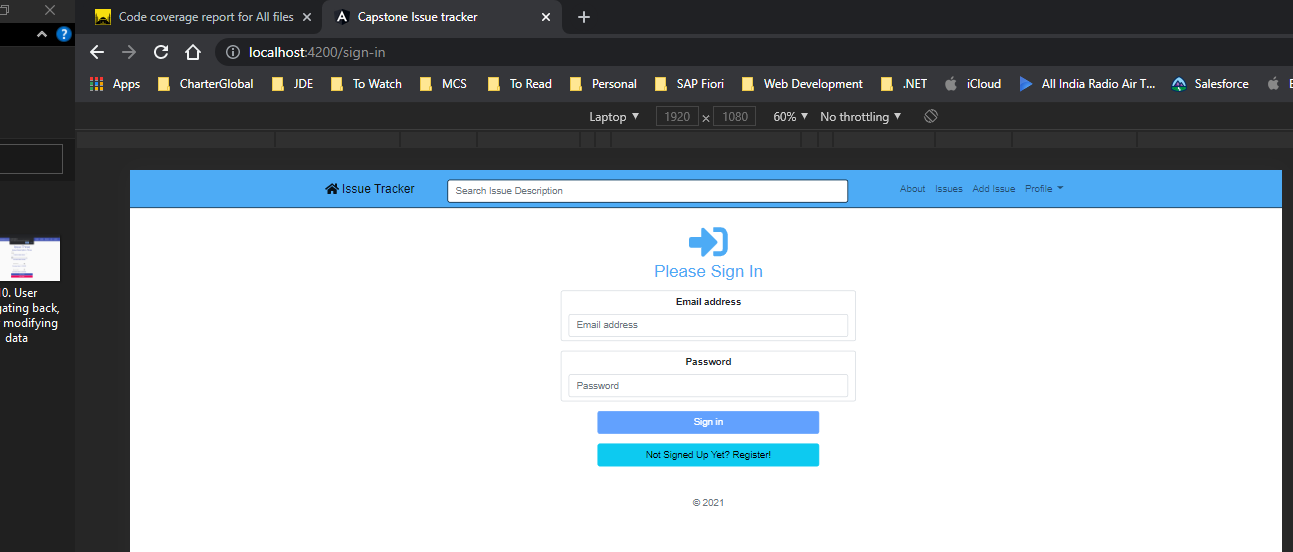 Code coverage report for All files
Capstone Issue tracker
localhost:4200/sign-in
Apps CharterGlobal JDE To Watch MCS To Read Personal SAP Fiori Web Development .NET iCloud All India Radio Air T... Salesforce
Laptop 1920 x 1080 60% No throttling
Issue Tracker Search Issue Description About Issues Add Issue Profile
Please Sign In
Email address
Email address
Password
Password
Sign in
Not Signed Up Yet? Register!
© 2021
0. User
ating back,
modifying
data